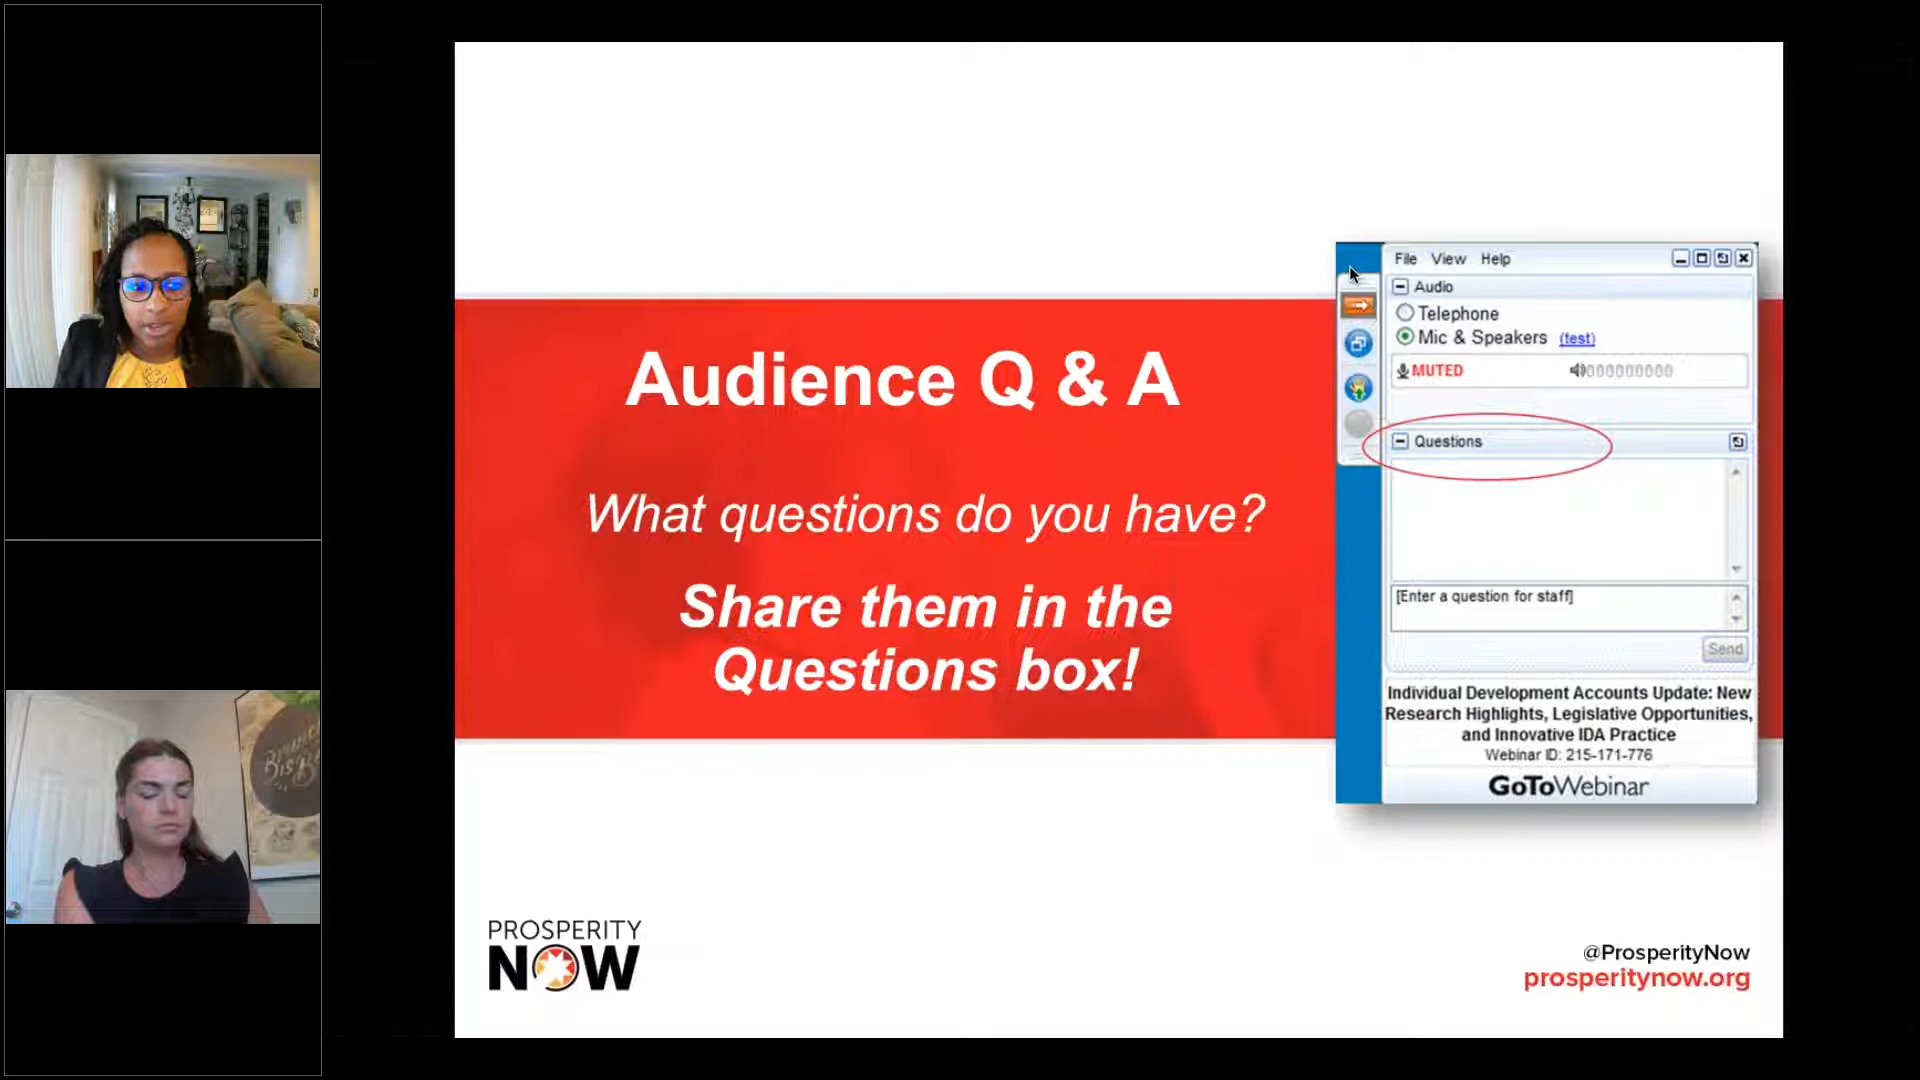 Audience Q & A
What questions do you have?
Share them in the
Questions box!
File View Help
Audio
Telephone
Mic & Speakers (test)
MUTED
Questions
[Enter a question for staff]
Send
Individual Development Accounts Update: New
Research Highlights, Legislative Opportunities,
and Innovative IDA Practice
Webinar ID: 215-171-776
GoToWebinar
PROSPERITY
NOW
@ProsperityNow
prosperitynow.org